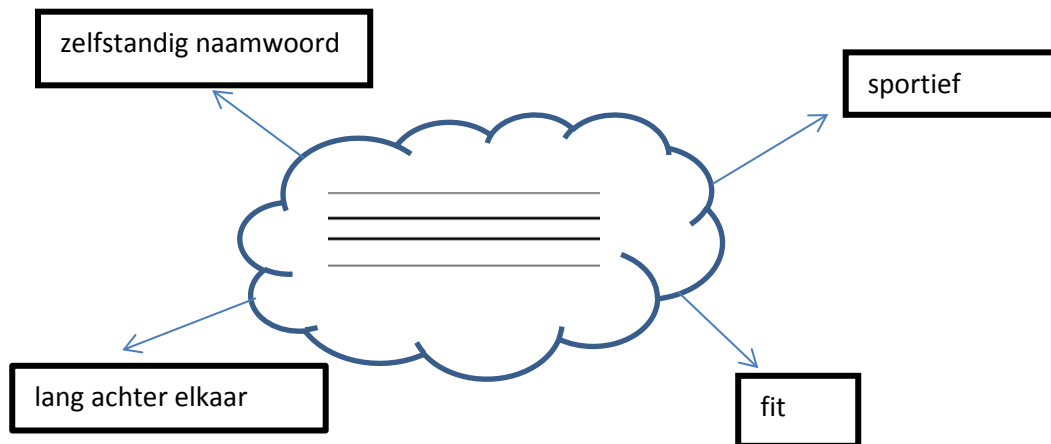 zelfstandig naamwoord
sportief
lang achter elkaar
fit